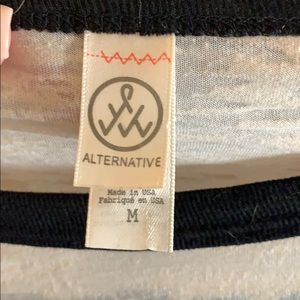 ALTERNATIVE
Made in USA
Fabriqué en USA
M